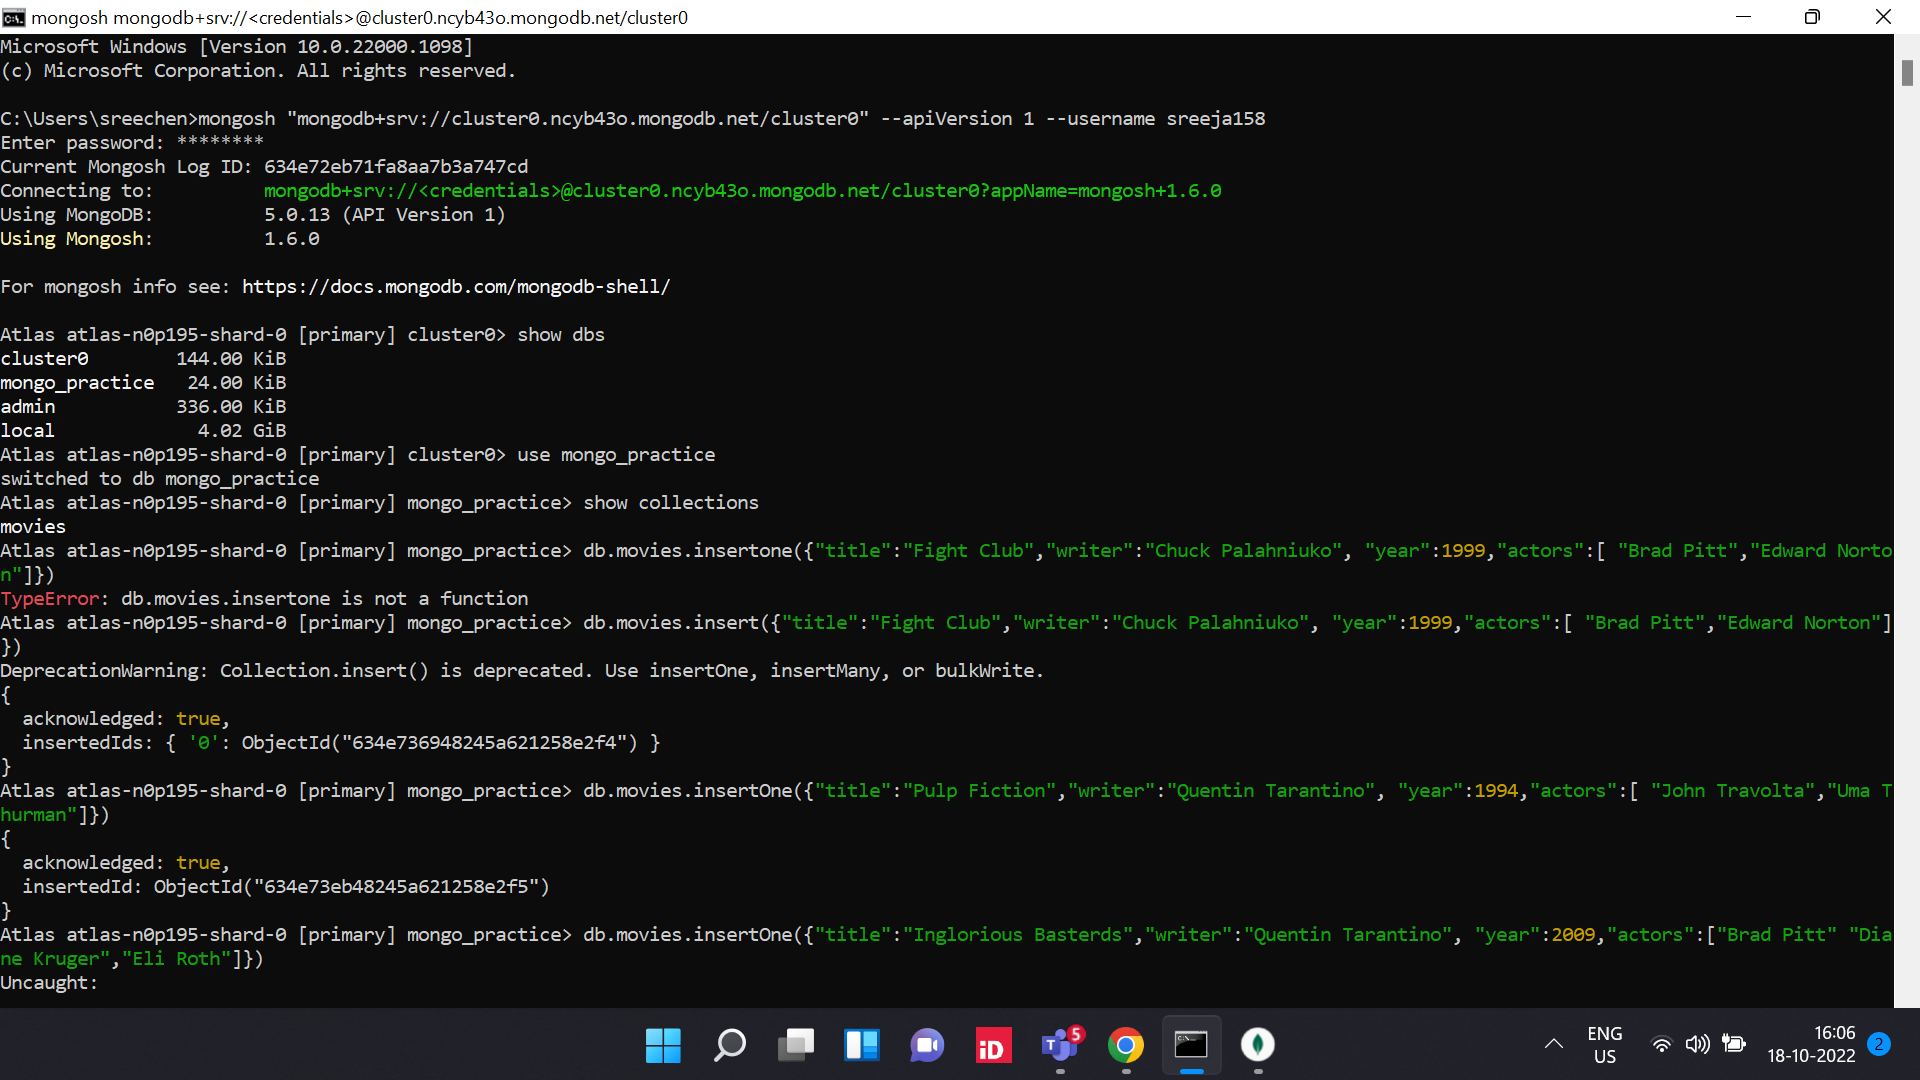 mongosh mongodb+srv://<credentials>@cluster0.ncyb43o.mongodb.net/cluster0
Microsoft Windows [Version 10.0.22000.1098]
(c) Microsoft Corporation. All rights reserved.
C:\Users\sreechen>mongosh "mongodb+srv://cluster0.ncyb43o.mongodb.net/cluster0" --apiVersion 1 --username sreeja158
Enter password: ********
Current Mongosh Log ID: 634e72eb71fa8aa7b3a747cd
Connecting to:          mongodb+srv://<credentials>@cluster0.ncyb43o.mongodb.net/cluster0?appName=mongosh+1.6.0
Using MongoDB:          5.0.13 (API Version 1)
Using Mongosh:          1.6.0
For mongosh info see: https://docs.mongodb.com/mongodb-shell/
Atlas atlas-n0p195-shard-0 [primary] cluster0> show dbs
cluster0        144.00 KiB
mongo_practice   24.00 KiB
admin           336.00 KiB
local             4.02 GiB
Atlas atlas-n0p195-shard-0 [primary] cluster0> use mongo_practice
switched to db mongo_practice
Atlas atlas-n0p195-shard-0 [primary] mongo_practice> show collections
movies
Atlas atlas-n0p195-shard-0 [primary] mongo_practice> db.movies.insertone({"title":"Fight Club","writer":"Chuck Palahniuko", "year":1999,"actors":[ "Brad Pitt","Edward Norto
n"]})
TypeError: db.movies.insertone is not a function
Atlas atlas-n0p195-shard-0 [primary] mongo_practice> db.movies.insert({"title":"Fight Club","writer":"Chuck Palahniuko", "year":1999,"actors":[ "Brad Pitt","Edward Norton"]
})
DeprecationWarning: Collection.insert() is deprecated. Use insertOne, insertMany, or bulkWrite.
{
  acknowledged: true,
  insertedIds: { '0': ObjectId("634e736948245a621258e2f4") }
}
Atlas atlas-n0p195-shard-0 [primary] mongo_practice> db.movies.insertOne({"title":"Pulp Fiction","writer":"Quentin Tarantino", "year":1994,"actors":[ "John Travolta","Uma T
hurman"]})
{
  acknowledged: true,
  insertedId: ObjectId("634e73eb48245a621258e2f5")
}
Atlas atlas-n0p195-shard-0 [primary] mongo_practice> db.movies.insertOne({"title":"Inglorious Basterds","writer":"Quentin Tarantino", "year":2009,"actors":["Brad Pitt" "Dia
ne Kruger","Eli Roth"]})
Uncaught:
iD
T
5
ENG
US
16:06
18-10-2022
2